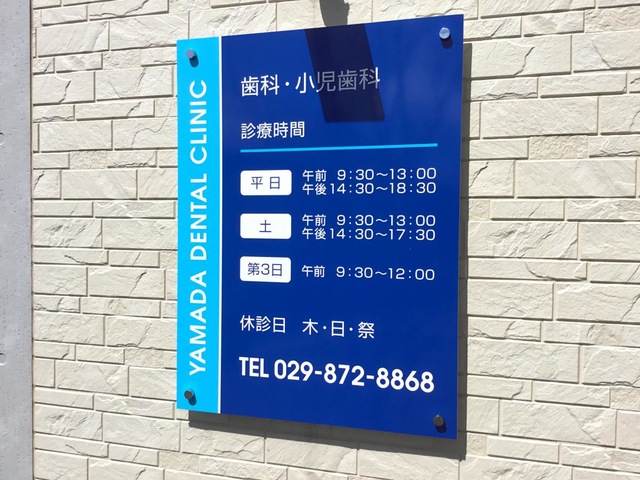 YAMADA DENTAL CLINIC
歯科・小児歯科
診療時間
平日 午前 9:30〜13:00
午後14:30〜18:30
土 午前 9:30〜13:00
午後14:30〜17:30
第3日 午前 9:30〜12:00
休診日 木・日・祭
TEL 029-872-8868